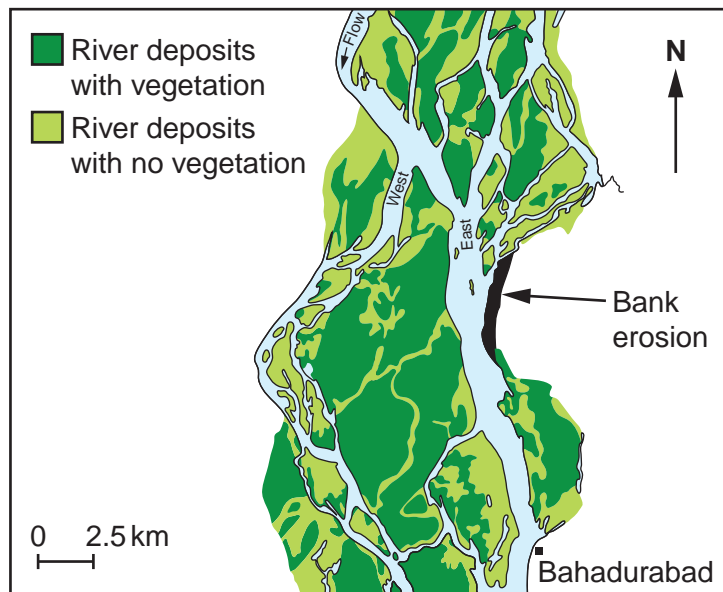 River deposits
with vegetation
River deposits
with no vegetation
Flow
N
West
East
Bank
erosion
0 2.5 km
Bahadurabad